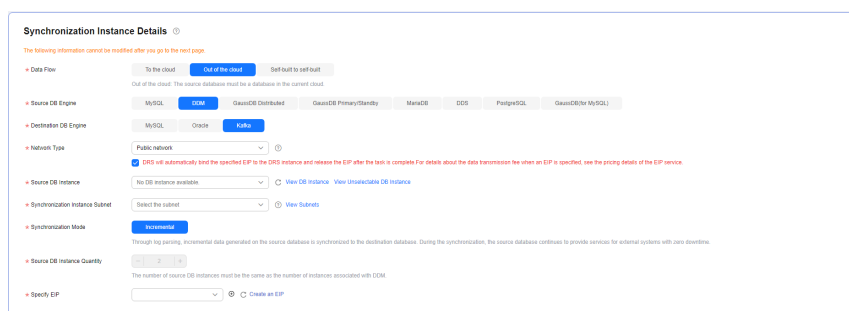 Synchronization Instance Details
The following information cannot be modified after you go to the next page.
* Data Flow To the cloud Out of the cloud Self-built to self-built
Out of the cloud: The source database must be a database in the current cloud.
* Source DB Engine MySQL DDM GaussDB Distributed GaussDB Primary/Standby MariaDB DDS PostgreSQL GaussDB(for MySQL)
* Destination DB Engine MySQL Oracle Kafka
* Network Type Public network
DRS will automatically bind the specified EIP to the DRS instance and release the EIP after the task is complete.For details about the data transmission fee when an EIP is specified, see the pricing details of the EIP service.
* Source DB Instance No DB instance available View DB Instance View Unselectable DB Instance
* Synchronization Instance Subnet Select the subnet View Subnets
* Synchronization Mode Incremental
Through log parsing, incremental data generated on the source database is synchronized to the destination database. During the synchronization, the source database continues to provide services for external systems with zero downtime.
* Source DB Instance Quantity − 2 +
The number of source DB instances must be the same as the number of instances associated with DDM.
* Specify EIP Create an EIP